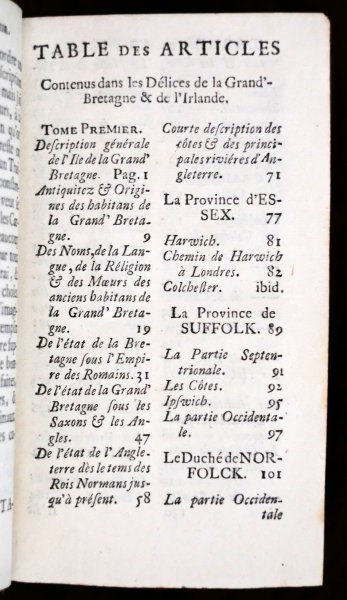 TABLE DES ARTICLES
Contenus dans les Délices de la Grand'-
Bretagne & de l'Irlande.
TOME PREMIER.
Description générale
de l'Ile de la Grand'
Bretagne. Pag. 1
Antiquitez & Origi-
nes des habitans de
la Grand' Breta-
gne. 9
Des Noms, de la Lan-
gue, de la Réligion
& des Mœurs des
anciens habitans de
la Grand' Breta-
gne. 19
De l'état de la Bre-
tagne sous l'Empi-
re des Romains. 31
De l'état de la Grand'
Bretagne sous les
Saxons & les An-
gles. 47
De l'état de l'Angle-
terre dès le tems des
Rois Normans jus-
qu'à présent. 58
Courte description des
côtes & des princi-
pales riviéres d'An-
gleterre. 71
La Province d'ES-
SEX. 77
Harwich. 81
Chemin de Harwich
à Londres. 82
Colchester. ibid.
La Province de
SUFFOLK. 89
La Partie Septen-
trionale. 91
Les Côtes. 92
Ipswich. 95
La partie Occidenta-
le. 97
Le Duché de NOR-
FOLCK. 101
La partie Occiden-
tale